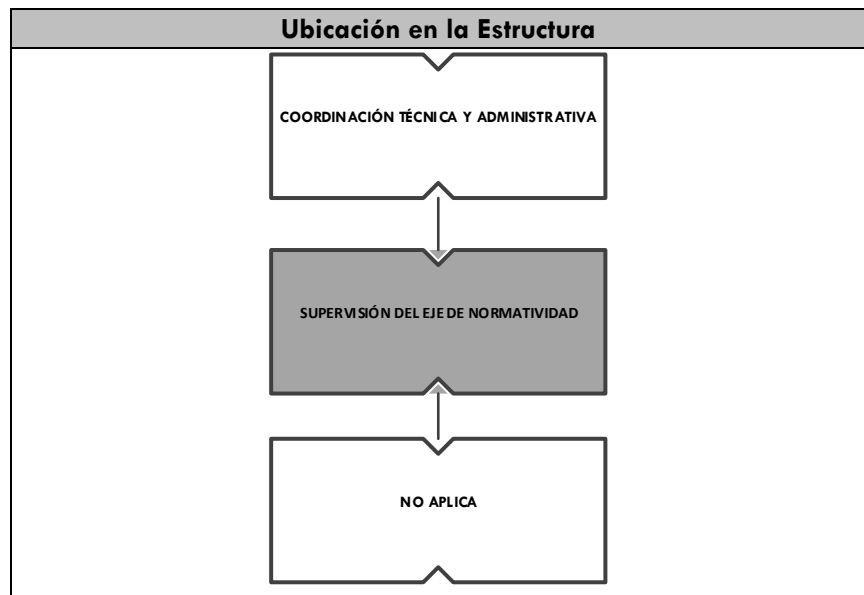 Ubicación en la Estructura
COORDINACIÓN TÉCNICA Y ADMINISTRATIVA
SUPERVISIÓN DEL EJE DE NORMATIVIDAD
NO APLICA